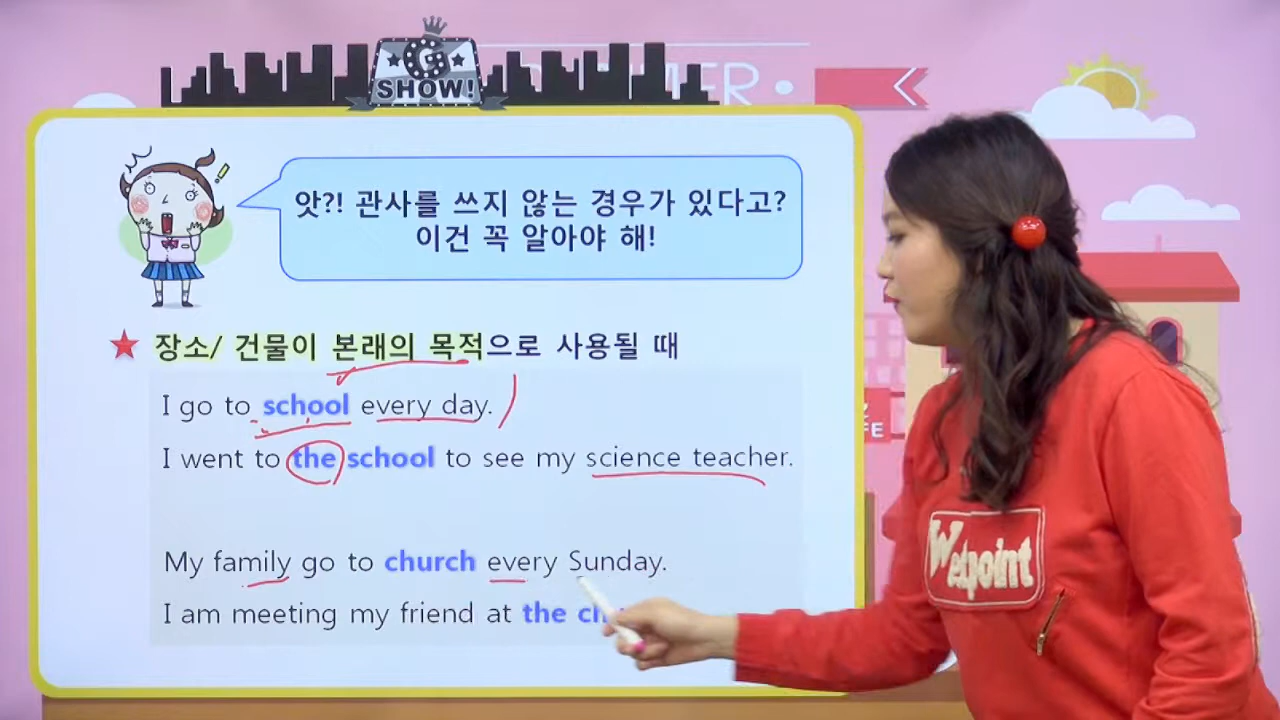 G
SHOW!
앗?! 관사를 쓰지 않는 경우가 있다고?
이건 꼭 알아야 해!
장소/ 건물이 본래의 목적으로 사용될 때
I go to school every day.
I went to the school to see my science teacher.
My family go to church every Sunday.
I am meeting my friend at the
Wetpoint